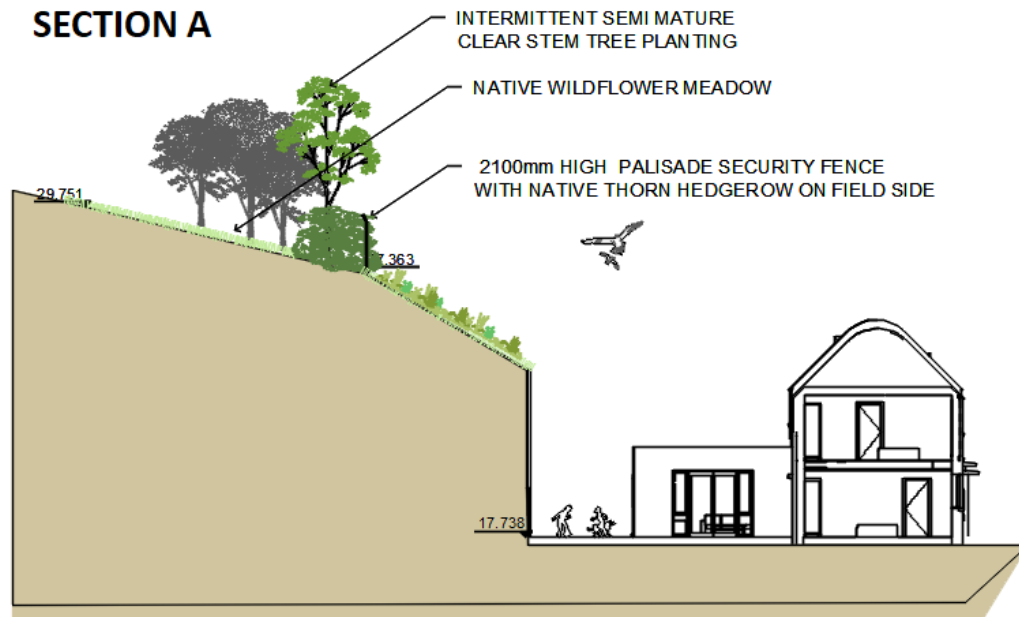 SECTION A
INTERMITTENT SEMI MATURE
CLEAR STEM TREE PLANTING
NATIVE WILDFLOWER MEADOW
2100mm HIGH PALISADE SECURITY FENCE
WITH NATIVE THORN HEDGEROW ON FIELD SIDE
29.751
7.363
17.738